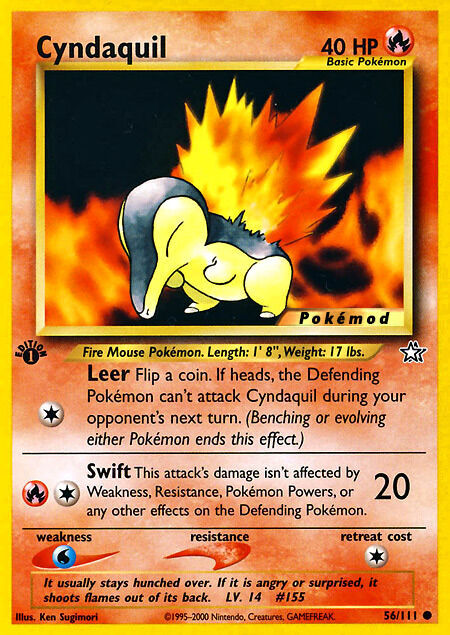 Cyndaquil 40 HP
Basic Pokémon
Pokémod
EDITION
1
Fire Mouse Pokémon. Length: 1' 8", Weight: 17 lbs.
Leer Flip a coin. If heads, the Defending
Pokémon can't attack Cyndaquil during your
opponent's next turn. (Benching or evolving
either Pokémon ends this effect.)
Swift This attack's damage isn't affected by
Weakness, Resistance, Pokémon Powers, or
any other effects on the Defending Pokémon.
20
weakness resistance retreat cost
It usually stays hunched over. If it is angry or surprised, it
shoots flames out of its back. LV. 14 #155
Illus. Ken Sugimori ©1995–2000 Nintendo, Creatures, GAMEFREAK. 56/111